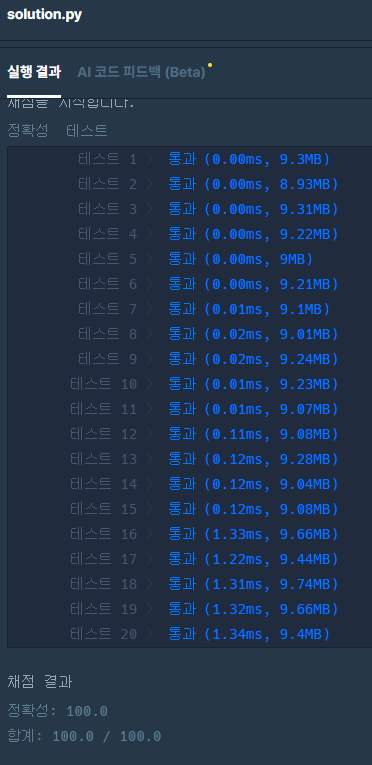 solution.py
실행 결과 AI 코드 피드백 (Beta)
채점을 시작합니다.
정확성 테스트
테스트 1 〉 통과 (0.00ms, 9.3MB)
테스트 2 〉 통과 (0.00ms, 8.93MB)
테스트 3 〉 통과 (0.00ms, 9.31MB)
테스트 4 〉 통과 (0.00ms, 9.22MB)
테스트 5 〉 통과 (0.00ms, 9MB)
테스트 6 〉 통과 (0.00ms, 9.21MB)
테스트 7 〉 통과 (0.01ms, 9.1MB)
테스트 8 〉 통과 (0.02ms, 9.01MB)
테스트 9 〉 통과 (0.02ms, 9.24MB)
테스트 10 〉 통과 (0.01ms, 9.23MB)
테스트 11 〉 통과 (0.01ms, 9.07MB)
테스트 12 〉 통과 (0.11ms, 9.08MB)
테스트 13 〉 통과 (0.12ms, 9.28MB)
테스트 14 〉 통과 (0.12ms, 9.04MB)
테스트 15 〉 통과 (0.12ms, 9.08MB)
테스트 16 〉 통과 (1.33ms, 9.66MB)
테스트 17 〉 통과 (1.22ms, 9.44MB)
테스트 18 〉 통과 (1.31ms, 9.74MB)
테스트 19 〉 통과 (1.32ms, 9.66MB)
테스트 20 〉 통과 (1.34ms, 9.4MB)
채점 결과
정확성: 100.0
합계: 100.0 / 100.0